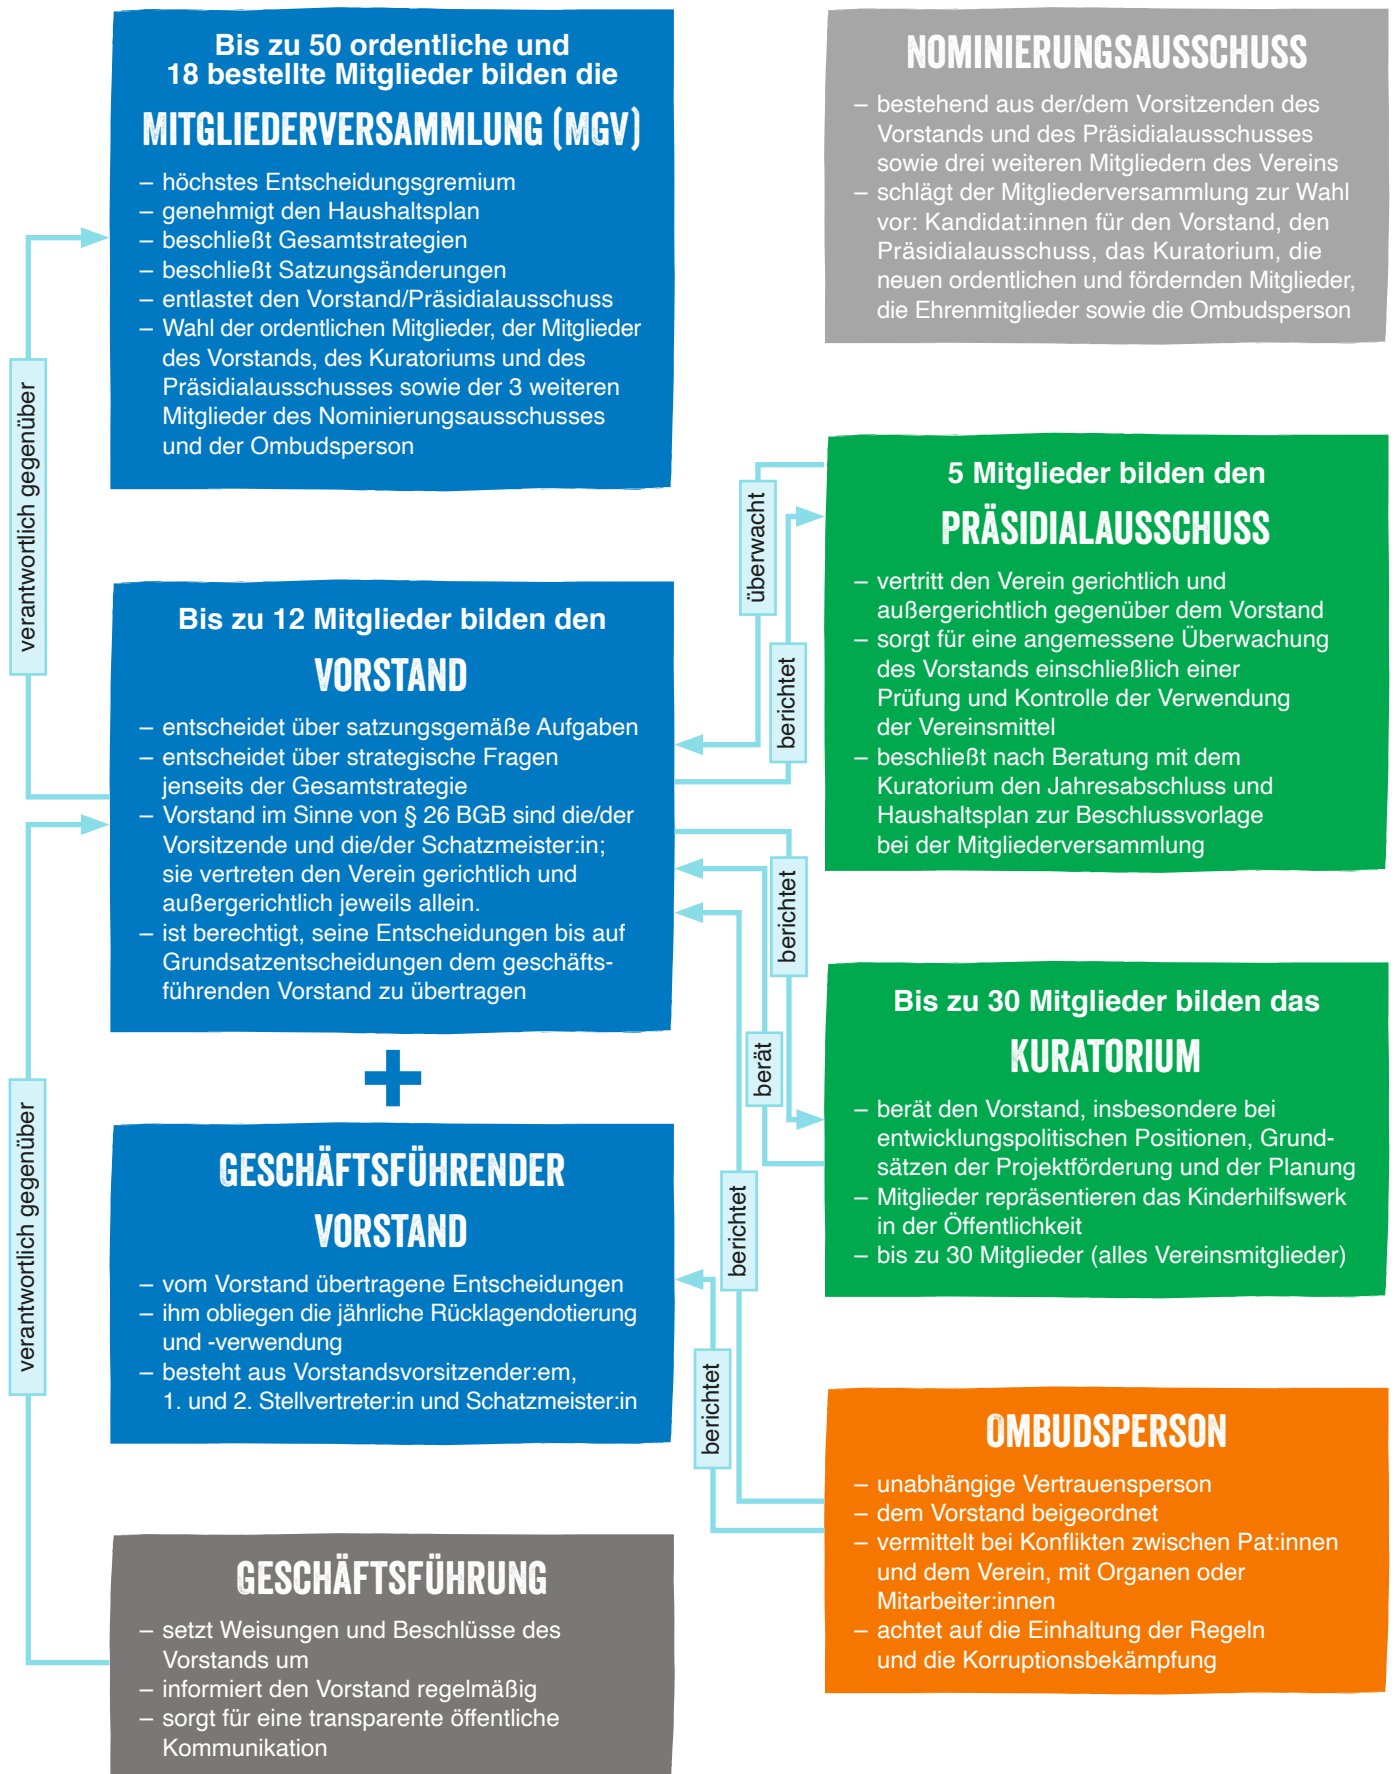 Bis zu 50 ordentliche und
18 bestellte Mitglieder bilden die
MITGLIEDERVERSAMMLUNG (MGV)
– höchstes Entscheidungsgremium
– genehmigt den Haushaltsplan
– beschließt Gesamtstrategien
– beschließt Satzungsänderungen
– entlastet den Vorstand/Präsidialausschuss
– Wahl der ordentlichen Mitglieder, der Mitglieder
des Vorstands, des Kuratoriums und des
Präsidialausschusses sowie der 3 weiteren
Mitglieder des Nominierungsausschusses
und der Ombudsperson
NOMINIERUNGSAUSSCHUSS
– bestehend aus der/dem Vorsitzenden des
Vorstands und des Präsidialausschusses
sowie drei weiteren Mitgliedern des Vereins
– schlägt der Mitgliederversammlung zur Wahl
vor: Kandidat:innen für den Vorstand, den
Präsidialausschuss, das Kuratorium, die
neuen ordentlichen und fördernden Mitglieder,
die Ehrenmitglieder sowie die Ombudsperson
verantwortlich gegenüber
überwacht
berichtet
5 Mitglieder bilden den
PRÄSIDIALAUSSCHUSS
– vertritt den Verein gerichtlich und
außergerichtlich gegenüber dem Vorstand
– sorgt für eine angemessene Überwachung
des Vorstands einschließlich einer
Prüfung und Kontrolle der Verwendung
der Vereinsmittel
– beschließt nach Beratung mit dem
Kuratorium den Jahresabschluss und
Haushaltsplan zur Beschlussvorlage
bei der Mitgliederversammlung
Bis zu 12 Mitglieder bilden den
VORSTAND
– entscheidet über satzungsgemäße Aufgaben
– entscheidet über strategische Fragen
jenseits der Gesamtstrategie
– Vorstand im Sinne von § 26 BGB sind die/der
Vorsitzende und die/der Schatzmeister:in;
sie vertreten den Verein gerichtlich und
außergerichtlich jeweils allein.
– ist berechtigt, seine Entscheidungen bis auf
Grundsatzentscheidungen dem geschäfts-
führenden Vorstand zu übertragen
berichtet
berät
Bis zu 30 Mitglieder bilden das
KURATORIUM
– berät den Vorstand, insbesondere bei
entwicklungspolitischen Positionen, Grund-
sätzen der Projektförderung und der Planung
– Mitglieder repräsentieren das Kinderhilfswerk
in der Öffentlichkeit
– bis zu 30 Mitglieder (alles Vereinsmitglieder)
+
verantwortlich gegenüber
GESCHÄFTSFÜHRENDER
VORSTAND
– vom Vorstand übertragene Entscheidungen
– ihm obliegen die jährliche Rücklagendotierung
und -verwendung
– besteht aus Vorstandsvorsitzender:em,
1. und 2. Stellvertreter:in und Schatzmeister:in
berichtet
berichtet
OMBUDSPERSON
– unabhängige Vertrauensperson
– dem Vorstand beigeordnet
– vermittelt bei Konflikten zwischen Pat:innen
und dem Verein, mit Organen oder
Mitarbeiter:innen
– achtet auf die Einhaltung der Regeln
und die Korruptionsbekämpfung
GESCHÄFTSFÜHRUNG
– setzt Weisungen und Beschlüsse des
Vorstands um
– informiert den Vorstand regelmäßig
– sorgt für eine transparente öffentliche
Kommunikation